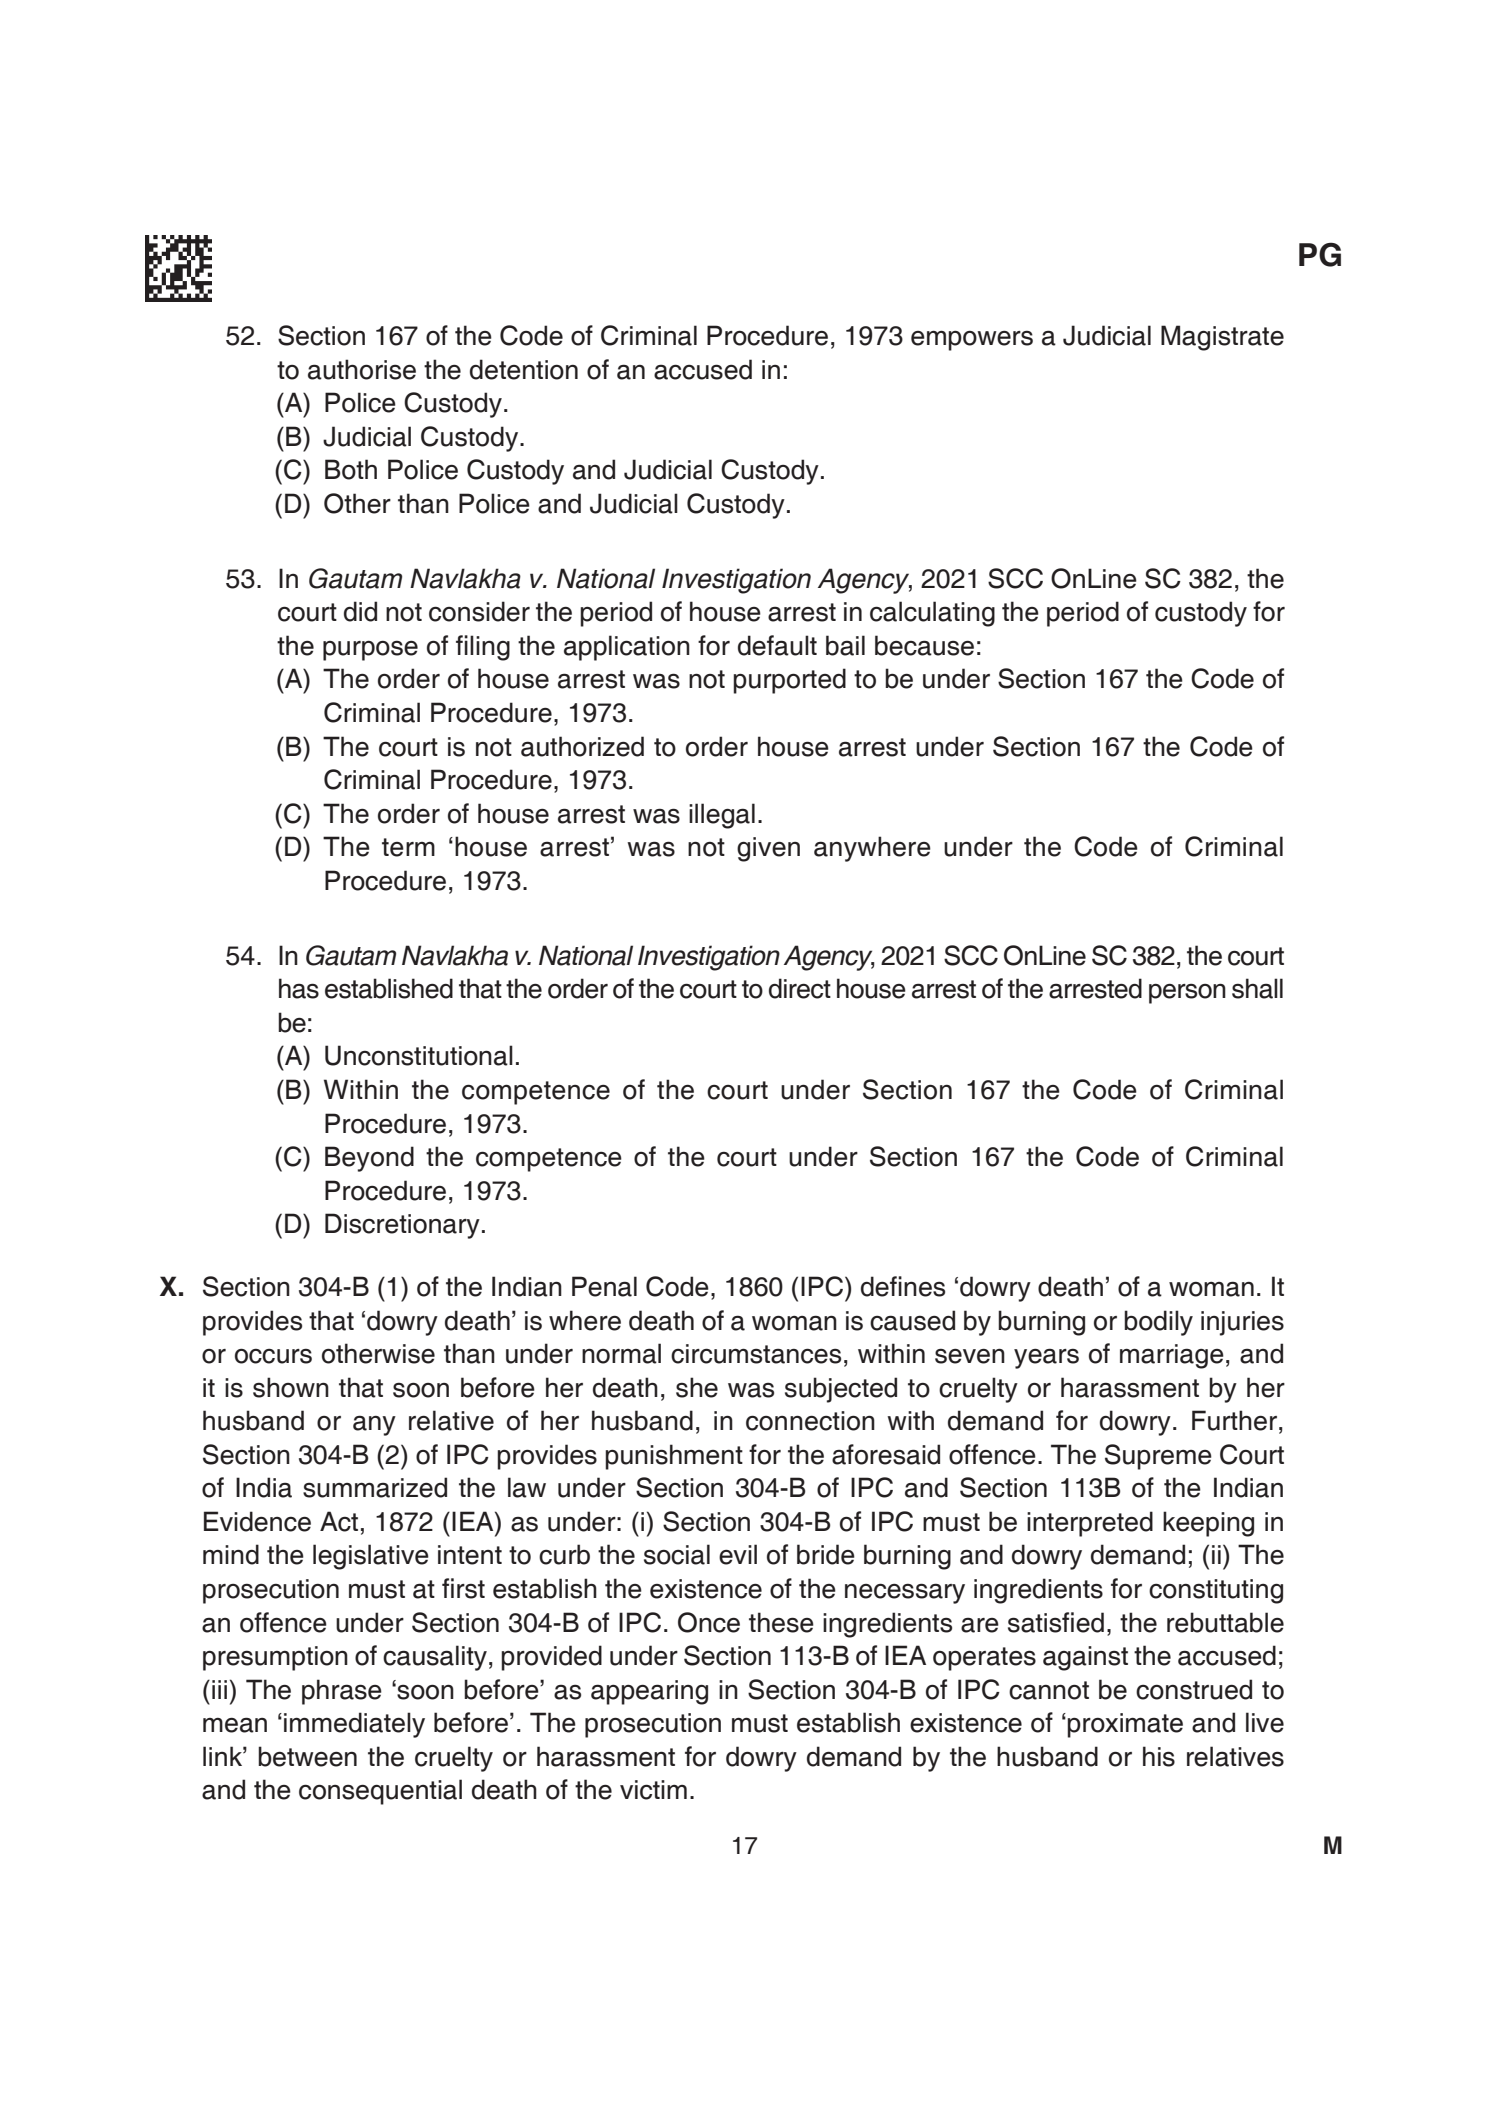 PG
52. Section 167 of the Code of Criminal Procedure, 1973 empowers a Judicial Magistrate
to authorise the detention of an accused in:
(A) Police Custody.
(B) Judicial Custody.
(C) Both Police Custody and Judicial Custody.
(D) Other than Police and Judicial Custody.
53. In Gautam Navlakha v. National Investigation Agency, 2021 SCC OnLine SC 382, the
court did not consider the period of house arrest in calculating the period of custody for
the purpose of filing the application for default bail because:
(A) The order of house arrest was not purported to be under Section 167 the Code of
Criminal Procedure, 1973.
(B) The court is not authorized to order house arrest under Section 167 the Code of
Criminal Procedure, 1973.
(C) The order of house arrest was illegal.
(D) The term ‘house arrest’ was not given anywhere under the Code of Criminal
Procedure, 1973.
54. In Gautam Navlakha v. National Investigation Agency, 2021 SCC OnLine SC 382, the court
has established that the order of the court to direct house arrest of the arrested person shall
be:
(A) Unconstitutional.
(B) Within the competence of the court under Section 167 the Code of Criminal
Procedure, 1973.
(C) Beyond the competence of the court under Section 167 the Code of Criminal
Procedure, 1973.
(D) Discretionary.
X. Section 304-B (1) of the Indian Penal Code, 1860 (IPC) defines ‘dowry death’ of a woman. It
provides that ‘dowry death’ is where death of a woman is caused by burning or bodily injuries
or occurs otherwise than under normal circumstances, within seven years of marriage, and
it is shown that soon before her death, she was subjected to cruelty or harassment by her
husband or any relative of her husband, in connection with demand for dowry. Further,
Section 304-B (2) of IPC provides punishment for the aforesaid offence. The Supreme Court
of India summarized the law under Section 304-B of IPC and Section 113B of the Indian
Evidence Act, 1872 (IEA) as under: (i) Section 304-B of IPC must be interpreted keeping in
mind the legislative intent to curb the social evil of bride burning and dowry demand; (ii) The
prosecution must at first establish the existence of the necessary ingredients for constituting
an offence under Section 304-B of IPC. Once these ingredients are satisfied, the rebuttable
presumption of causality, provided under Section 113-B of IEA operates against the accused;
(iii) The phrase ‘soon before’ as appearing in Section 304-B of IPC cannot be construed to
mean ‘immediately before’. The prosecution must establish existence of ‘proximate and live
link’ between the cruelty or harassment for dowry demand by the husband or his relatives
and the consequential death of the victim.
17
M